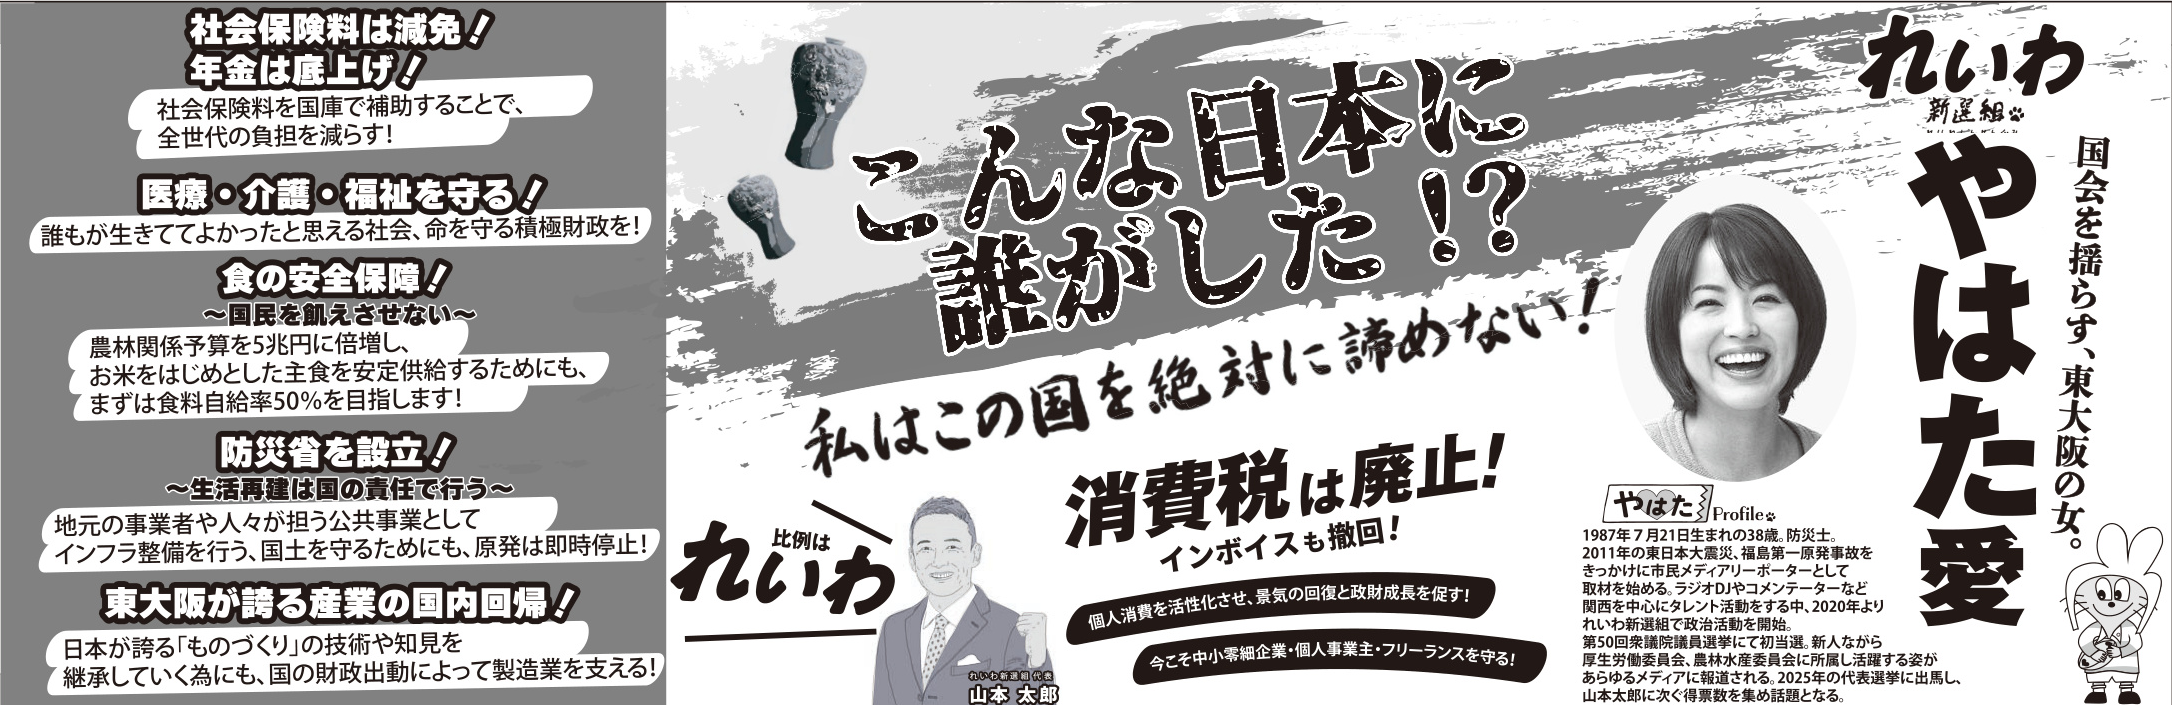 社会保険料は減免!
年金は底上げ!
社会保険料を国庫で補助することで、
全世代の負担を減らす!
医療・介護・福祉を守る!
誰もが生きててよかったと思える社会、命を守る積極財政を!
食の安全保障!
〜国民を飢えさせない〜
農林関係予算を5兆円に倍増し、
お米をはじめとした主食を安定供給するためにも、
まずは食料自給率50%を目指します!
防災省を設立!
〜生活再建は国の責任で行う〜
地元の事業者や人々が担う公共事業として
インフラ整備を行う、国土を守るためにも、原発は即時停止!
東大阪が誇る産業の国内回帰!
日本が誇る「ものづくり」の技術や知見を
継承していく為にも、国の財政出動によって製造業を支える!
こんな日本に
誰がした!?
私はこの国を絶対に諦めない!
消費税は廃止!
インボイスも撤回!
個人消費を活性化させ、景気の回復と政財成長を促す!
今こそ中小零細企業・個人事業主・フリーランスを守る!
比例は
れいわ
れいわ新選組 代表
山本 太郎
れいわ
新選組
国会を揺らす、東大阪の女。
やはた愛
やはた
Profile
1987年7月21日生まれの38歳。防災士。
2011年の東日本大震災、福島第一原発事故を
きっかけに市民メディアリーポーターとして
取材を始める。ラジオDJやコメンテーターなど
関西を中心にタレント活動をする中、2020年より
れいわ新選組で政治活動を開始。
第50回衆議院議員選挙にて初当選。新人ながら
厚生労働委員会、農林水産委員会に所属し活躍する姿が
あらゆるメディアに報道される。2025年の代表選挙に出馬し、
山本太郎に次ぐ得票数を集め話題となる。